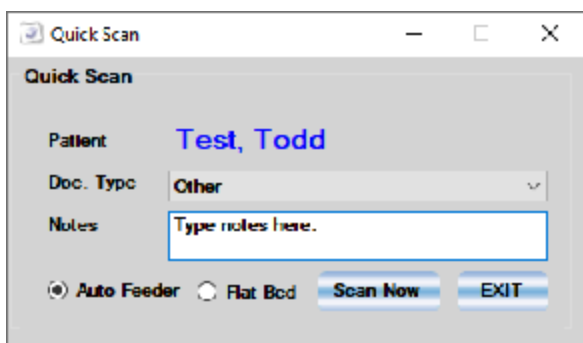 Quick Scan
Quick Scan
Patient Test, Todd
Doc. Type Other
Notes Type notes here.
Auto Feeder Flat Bed Scan Now EXIT